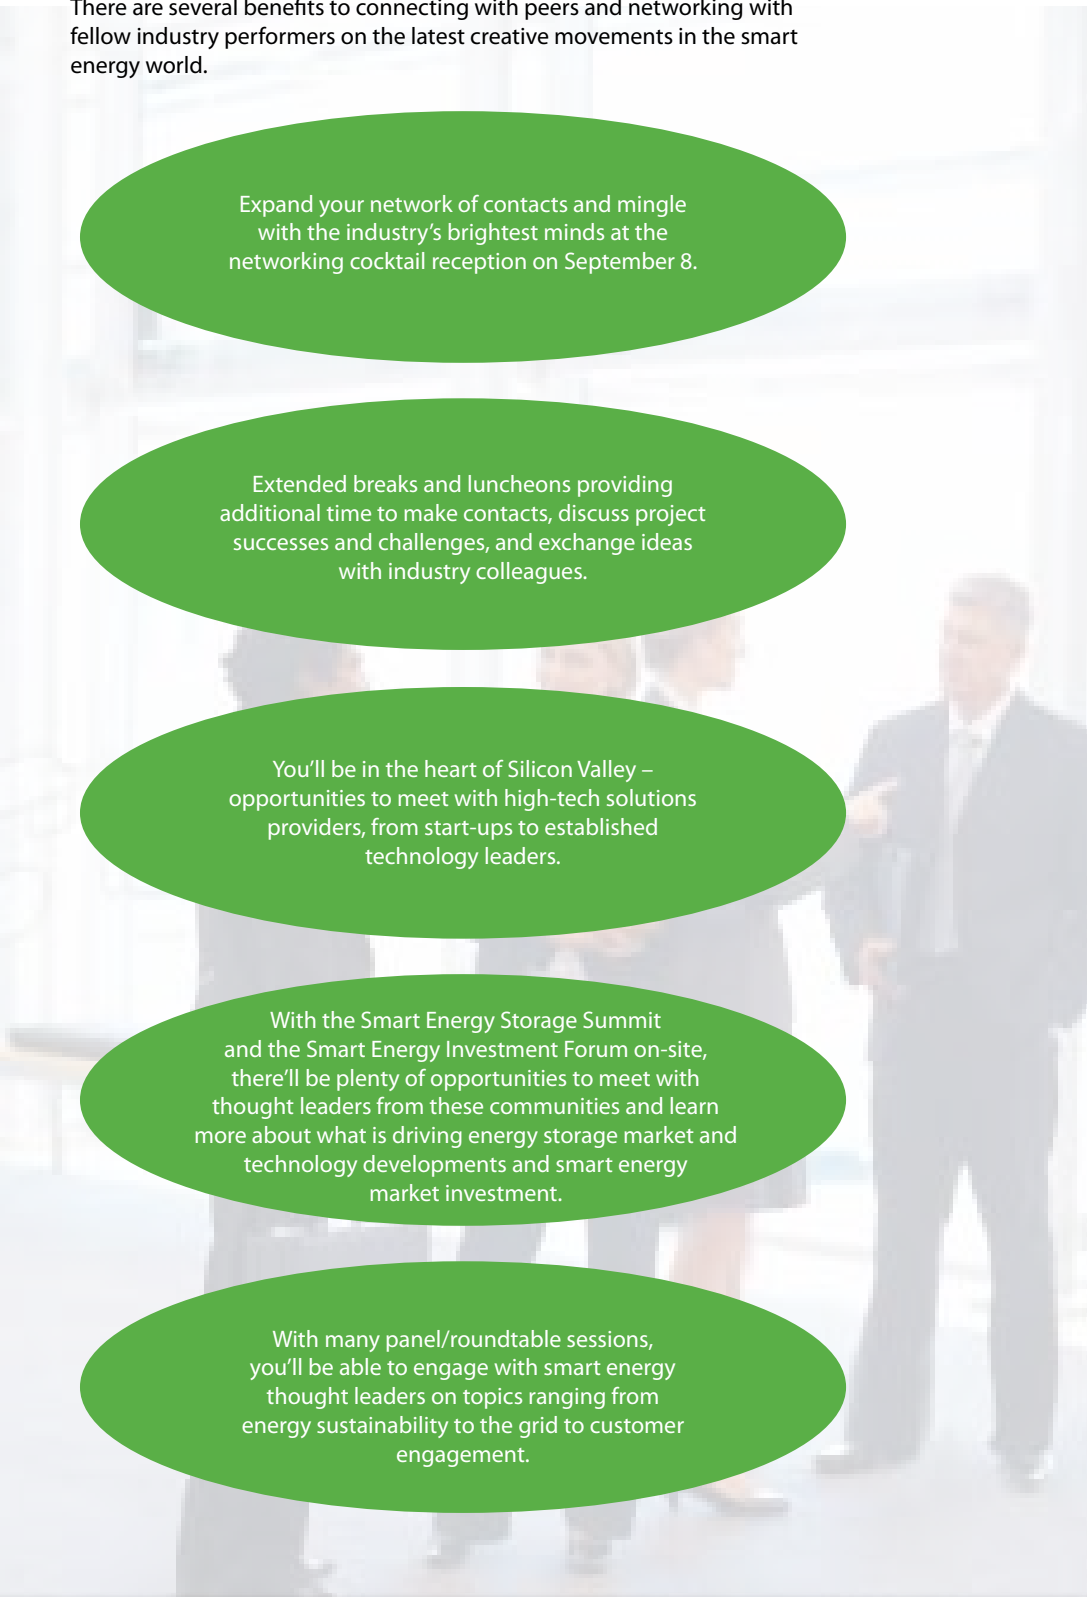 There are several benefits to connecting with peers and networking with
fellow industry performers on the latest creative movements in the smart
energy world.
Expand your network of contacts and mingle
with the industry’s brightest minds at the
networking cocktail reception on September 8.
Extended breaks and luncheons providing
additional time to make contacts, discuss project
successes and challenges, and exchange ideas
with industry colleagues.
You’ll be in the heart of Silicon Valley –
opportunities to meet with high-tech solutions
providers, from start-ups to established
technology leaders.
With the Smart Energy Storage Summit
and the Smart Energy Investment Forum on-site,
there’ll be plenty of opportunities to meet with
thought leaders from these communities and learn
more about what is driving energy storage market and
technology developments and smart energy
market investment.
With many panel/roundtable sessions,
you’ll be able to engage with smart energy
thought leaders on topics ranging from
energy sustainability to the grid to customer
engagement.